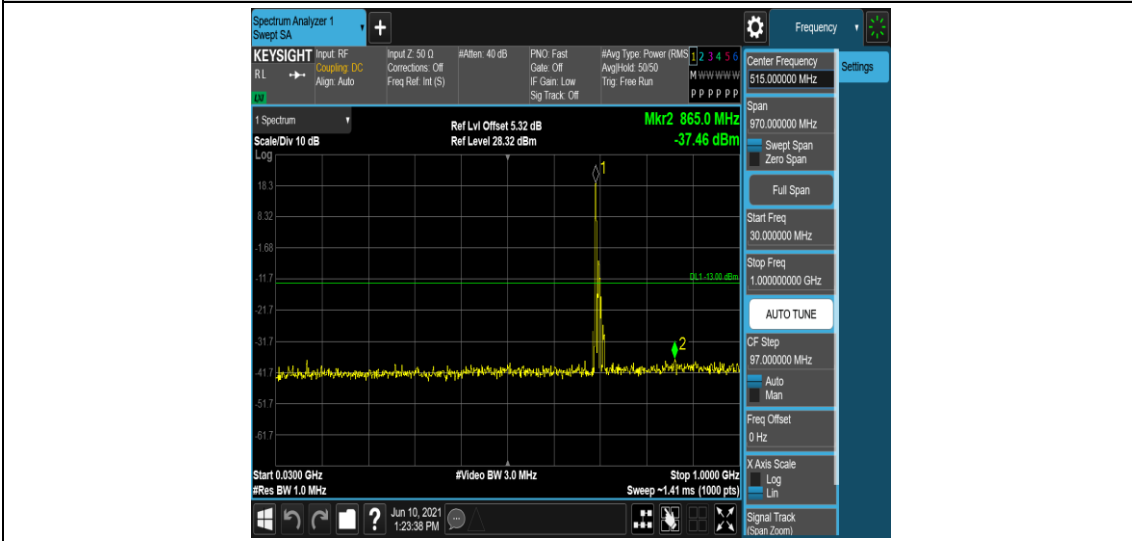 Spectrum Analyzer 1
Swept SA
+
Frequency
KEYSIGHT
RL
LNI
Input: RF
Coupling: DC
Align: Auto
Input Z: 50 Ω
Corrections: Off
Freq Ref: Int (S)
#Atten: 40 dB
PNO: Fast
Gate: Off
IF Gain: Low
Sig Track: Off
#Avg Type: Power (RMS
Avg|Hold: 50/50
Trig: Free Run
1 2 3 4 5 6
M W W W W W
P P P P P P
1 Spectrum
Scale/Div 10 dB
Log
Ref Lvl Offset 5.32 dB
Ref Level 28.32 dBm
Mkr2 865.0 MHz
-37.46 dBm
1
18.3
8.32
-1.68
-11.7
DL1 -13.00 dBm
-21.7
-31.7
2
-41.7
-51.7
-61.7
Start 0.0300 GHz
#Res BW 1.0 MHz
#Video BW 3.0 MHz
Stop 1.0000 GHz
Sweep ~1.41 ms (1000 pts)
?
Jun 10, 2021
1:23:38 PM
Center Frequency
515.000000 MHz
Settings
Span
970.000000 MHz
Swept Span
Zero Span
Full Span
Start Freq
30.000000 MHz
Stop Freq
1.000000000 GHz
AUTO TUNE
CF Step
97.000000 MHz
Auto
Man
Freq Offset
0 Hz
X Axis Scale
Log
Lin
Signal Track
(Span Zoom)